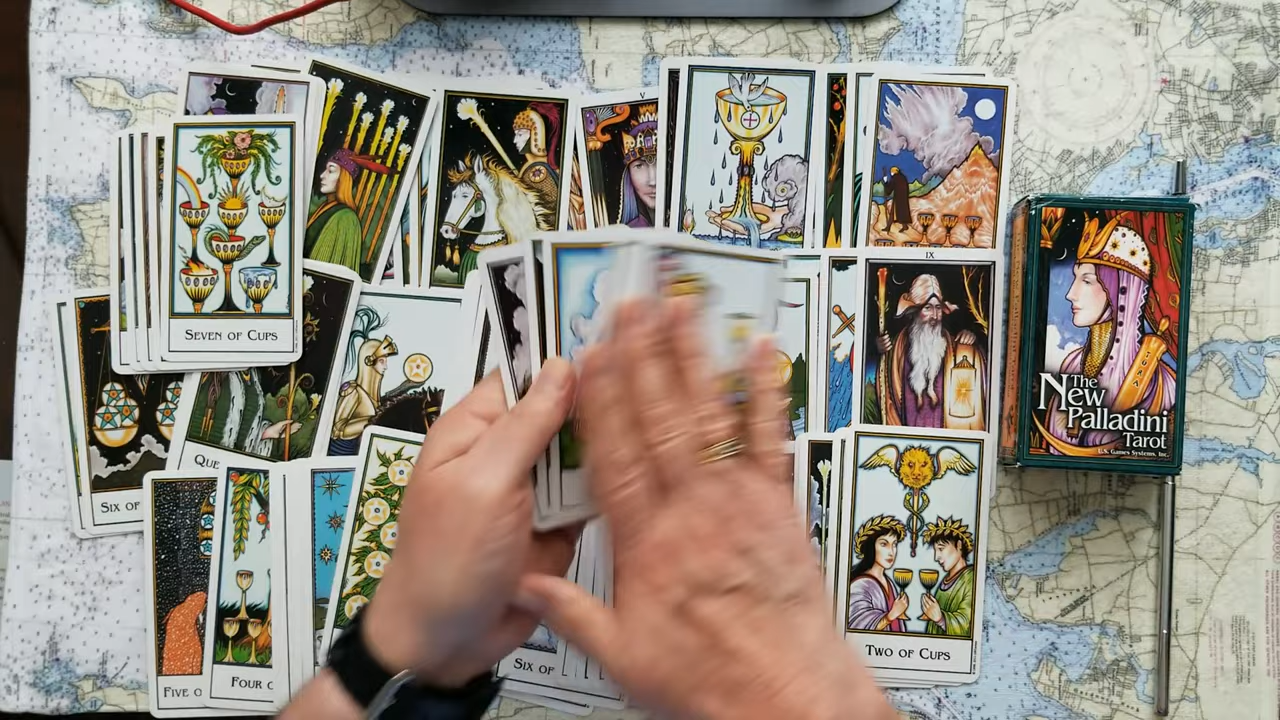 V
IX
SEVEN OF CUPS
The
New
Palladini
Tarot
U.S. Games Systems, Inc.
QUE
SIX OF
FIVE O
FOUR C
SIX OF
TWO OF CUPS